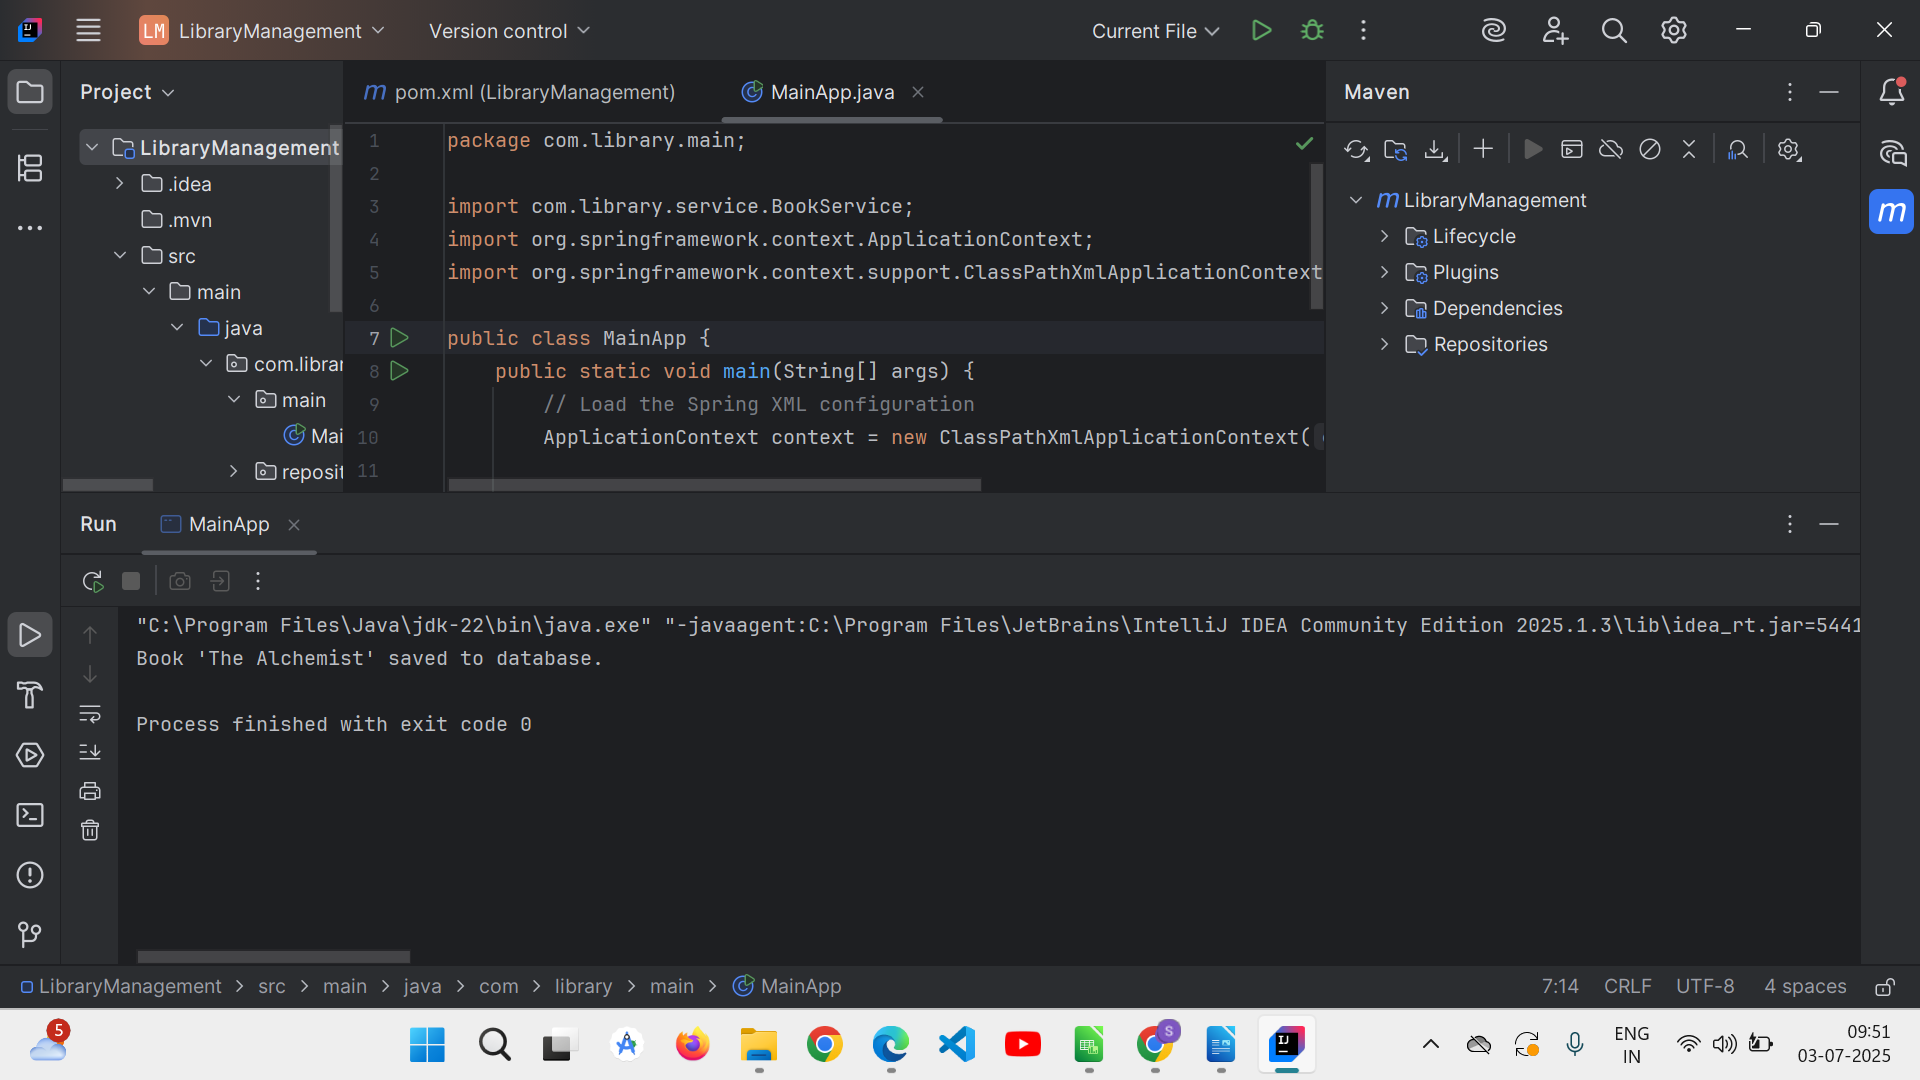 LM LibraryManagement Version control Current File
Project
pom.xml (LibraryManagement) MainApp.java
Maven
LibraryManagement
.idea
.mvn
src
main
java
com.librar
main
Mai
reposit
1 package com.library.main;
2
3 import com.library.service.BookService;
4 import org.springframework.context.ApplicationContext;
5 import org.springframework.context.support.ClassPathXmlApplicationContext
6
7 public class MainApp {
8 public static void main(String[] args) {
9 // Load the Spring XML configuration
10 ApplicationContext context = new ClassPathXmlApplicationContext(
11
LibraryManagement
Lifecycle
Plugins
Dependencies
Repositories
m
Run MainApp
"C:\Program Files\Java\jdk-22\bin\java.exe" "-javaagent:C:\Program Files\JetBrains\IntelliJ IDEA Community Edition 2025.1.3\lib\idea_rt.jar=5441
Book 'The Alchemist' saved to database.
Process finished with exit code 0
LibraryManagement > src > main > java > com > library > main > MainApp
7:14 CRLF UTF-8 4 spaces
5
S
IJ
ENG
IN
09:51
03-07-2025